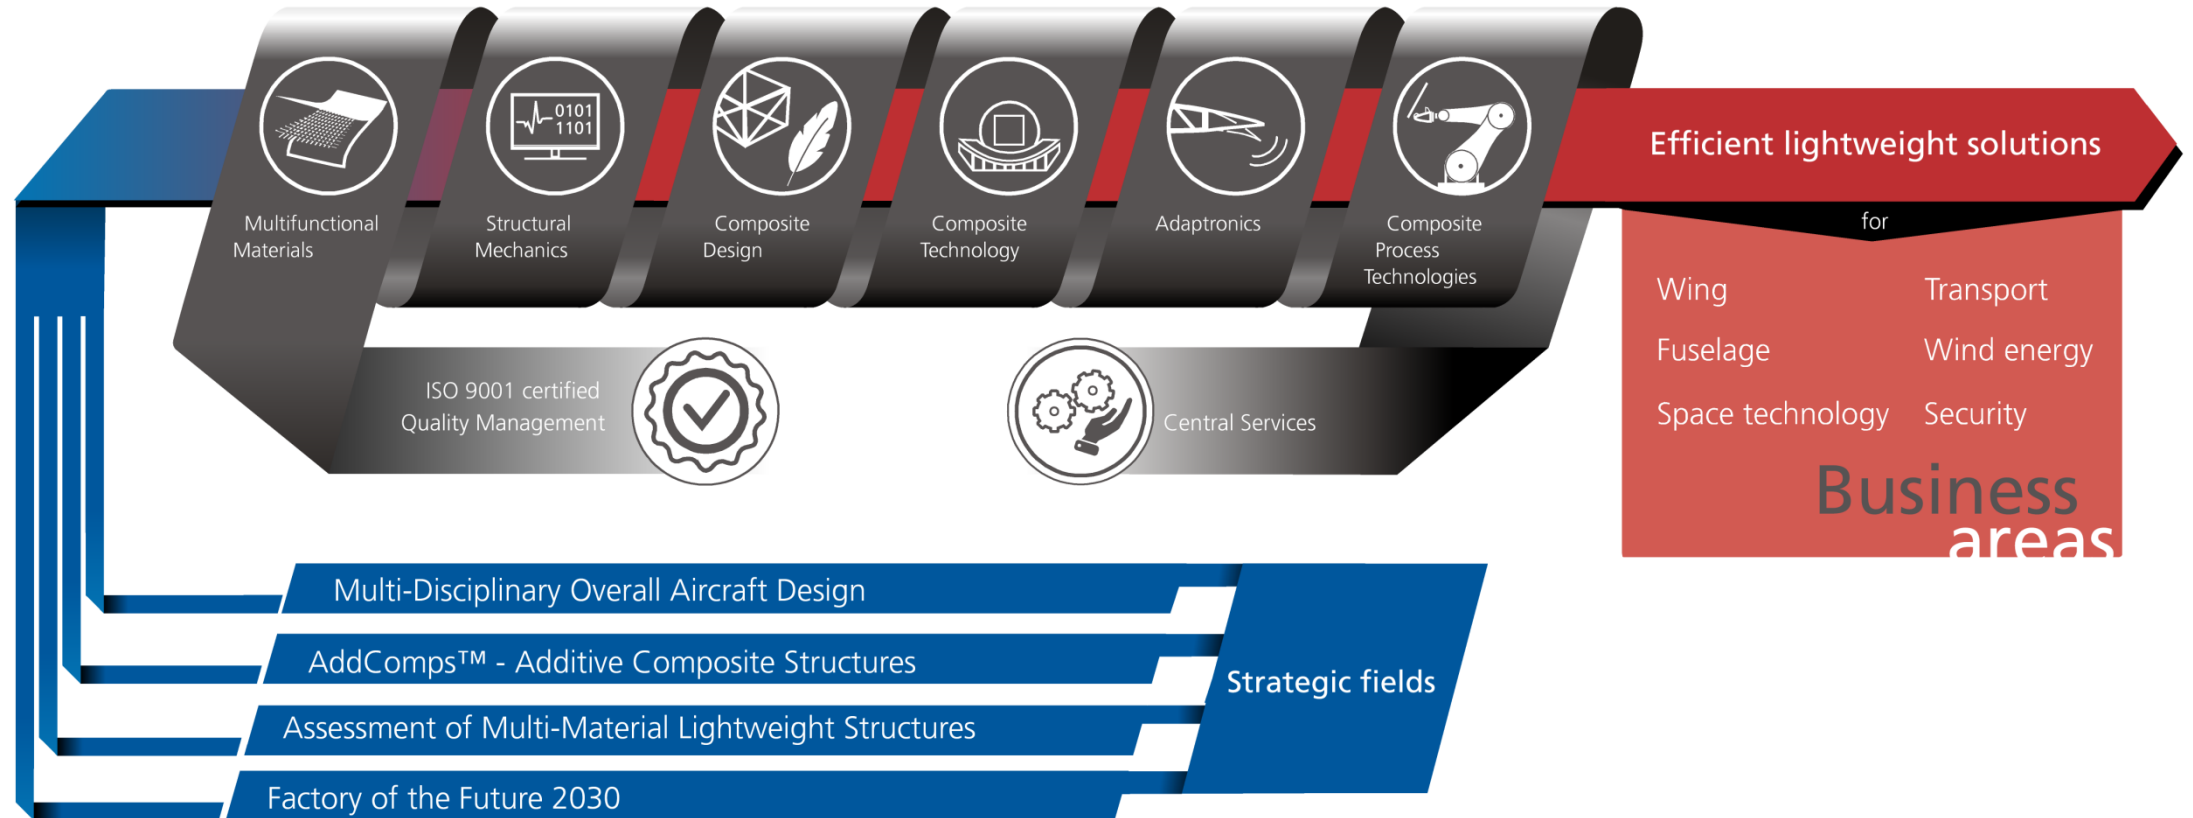 0101
1101
Multifunctional
Materials
Structural
Mechanics
Composite
Design
Composite
Technology
Adaptronics
Composite
Process
Technologies
Efficient lightweight solutions
for
Wing
Transport
Fuselage
Wind energy
Space technology
Security
Business
areas
ISO 9001 certified
Quality Management
Central Services
Multi-Disciplinary Overall Aircraft Design
AddComps™ - Additive Composite Structures
Assessment of Multi-Material Lightweight Structures
Factory of the Future 2030
Strategic fields